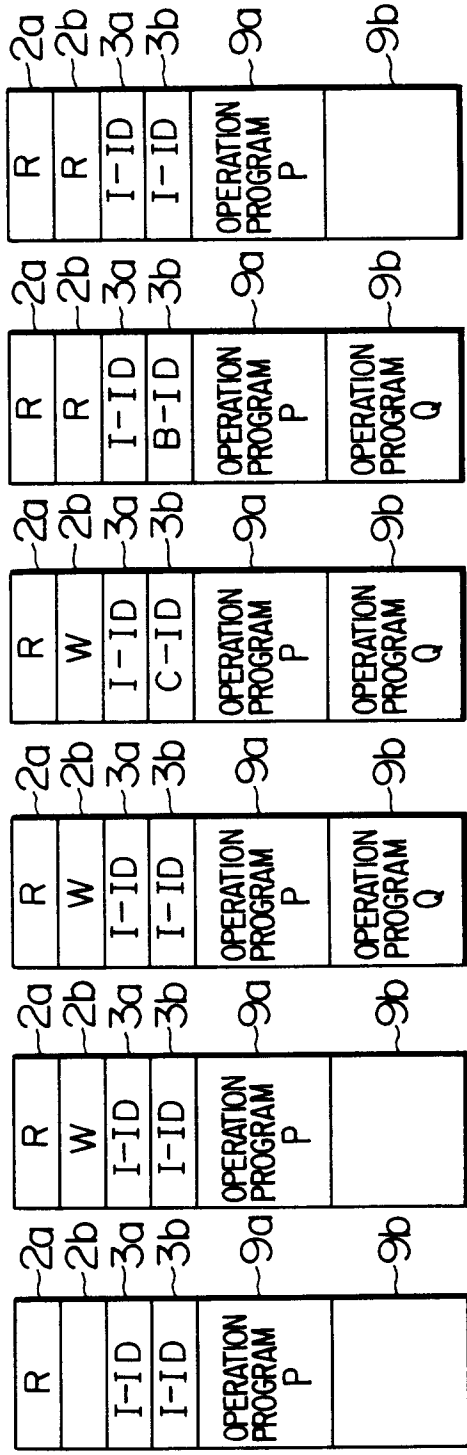 R 2a
2b
I-ID 3a
I-ID 3b
OPERATION 9a
PROGRAM
P
9b
R 2a
W 2b
I-ID 3a
I-ID 3b
OPERATION 9a
PROGRAM
P
9b
R 2a
W 2b
I-ID 3a
I-ID 3b
OPERATION 9a
PROGRAM
P
OPERATION 9b
PROGRAM
Q
R 2a
W 2b
I-ID 3a
C-ID 3b
OPERATION 9a
PROGRAM
P
OPERATION 9b
PROGRAM
Q
R 2a
R 2b
I-ID 3a
B-ID 3b
OPERATION 9a
PROGRAM
P
OPERATION 9b
PROGRAM
Q
R 2a
R 2b
I-ID 3a
I-ID 3b
OPERATION 9a
PROGRAM
P
9b